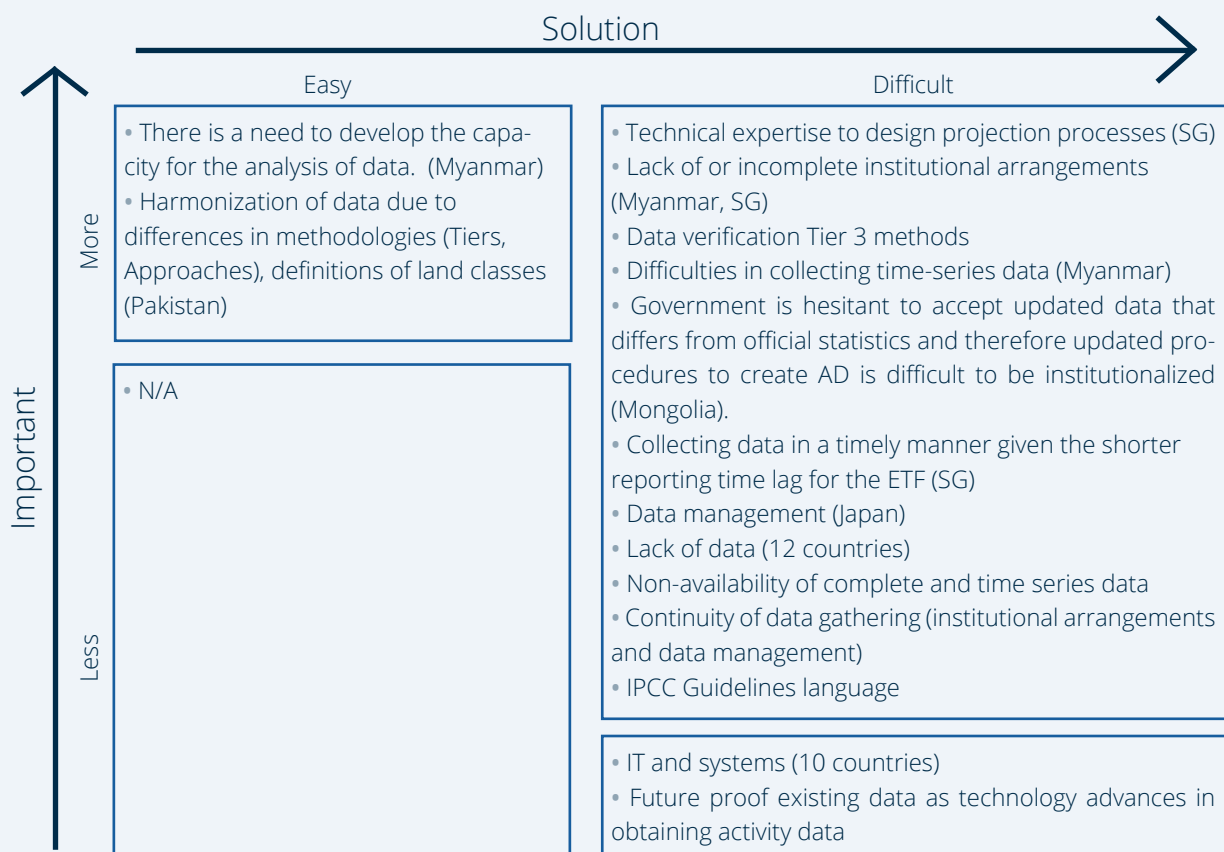 Solution
Easy
Difficult
Important
More
Less
• There is a need to develop the capa-
city for the analysis of data. (Myanmar)
• Harmonization of data due to
differences in methodologies (Tiers,
Approaches), definitions of land classes
(Pakistan)
• Technical expertise to design projection processes (SG)
• Lack of or incomplete institutional arrangements
(Myanmar, SG)
• Data verification Tier 3 methods
• Difficulties in collecting time-series data (Myanmar)
• Government is hesitant to accept updated data that
differs from official statistics and therefore updated pro-
cedures to create AD is difficult to be institutionalized
(Mongolia).
• Collecting data in a timely manner given the shorter
reporting time lag for the ETF (SG)
• Data management (Japan)
• Lack of data (12 countries)
• Non-availability of complete and time series data
• Continuity of data gathering (institutional arrangements
and data management)
• IPCC Guidelines language
• N/A
• IT and systems (10 countries)
• Future proof existing data as technology advances in
obtaining activity data